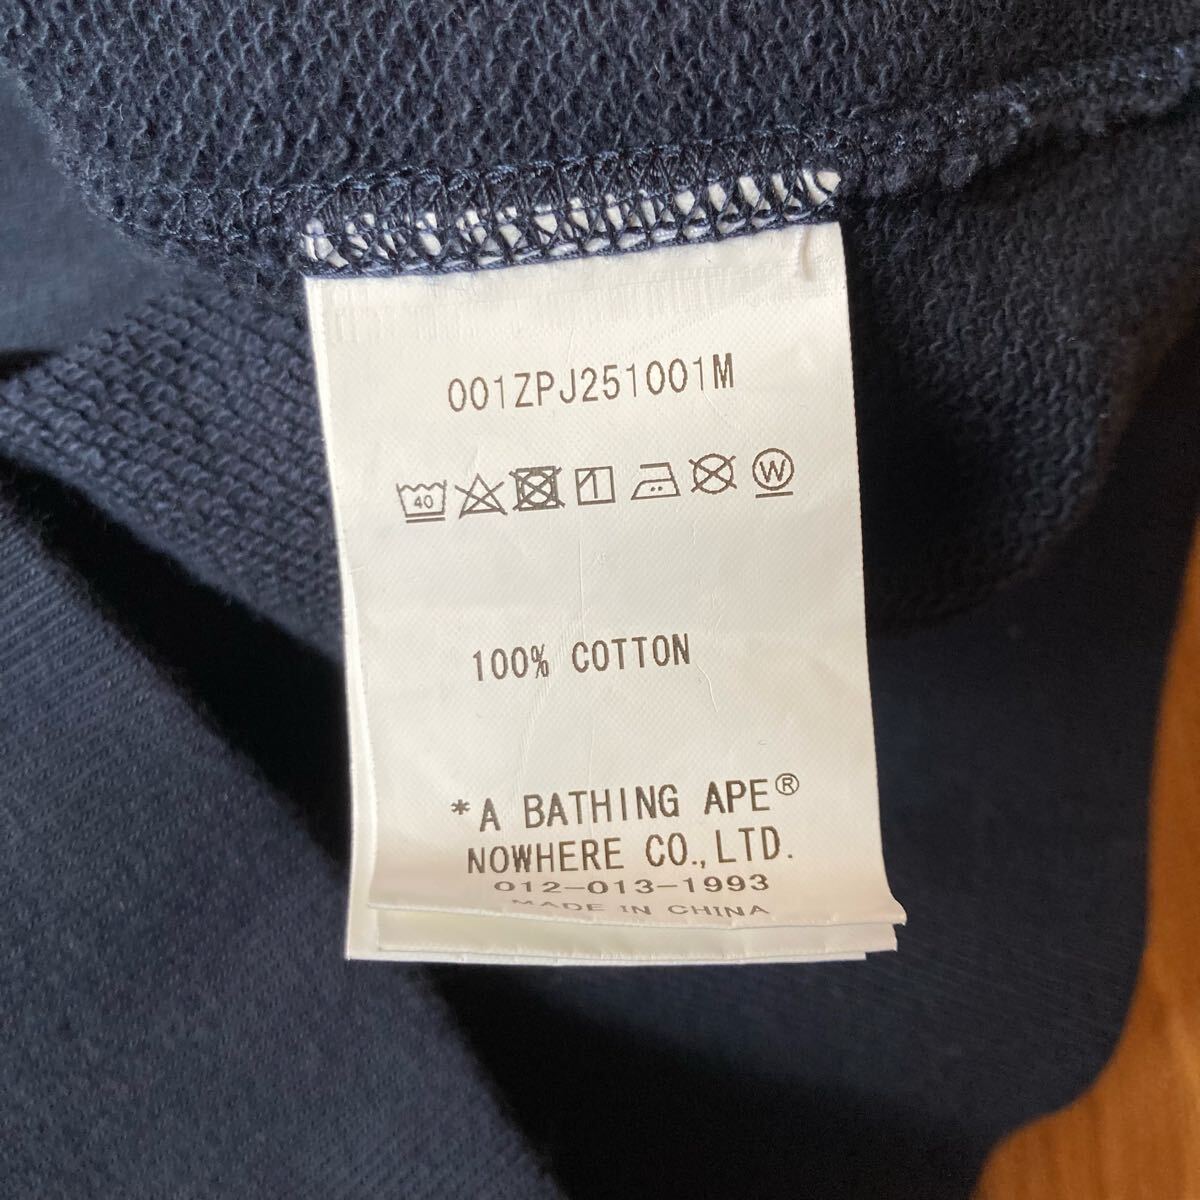 001ZPJ251001M
40 W
100% COTTON
*A BATHING APE®
NOWHERE CO.,LTD.
012-013-1993
MADE IN CHINA